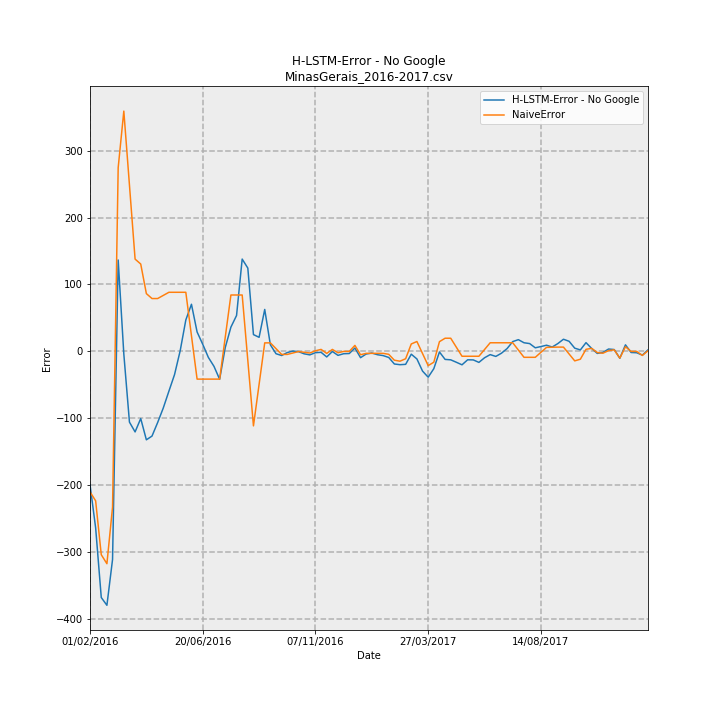 H-LSTM-Error - No Google
MinasGerais_2016-2017.csv
H-LSTM-Error - No Google
NaiveError
Error
300
200
100
0
−100
−200
−300
−400
01/02/2016
20/06/2016
07/11/2016
27/03/2017
14/08/2017
Date